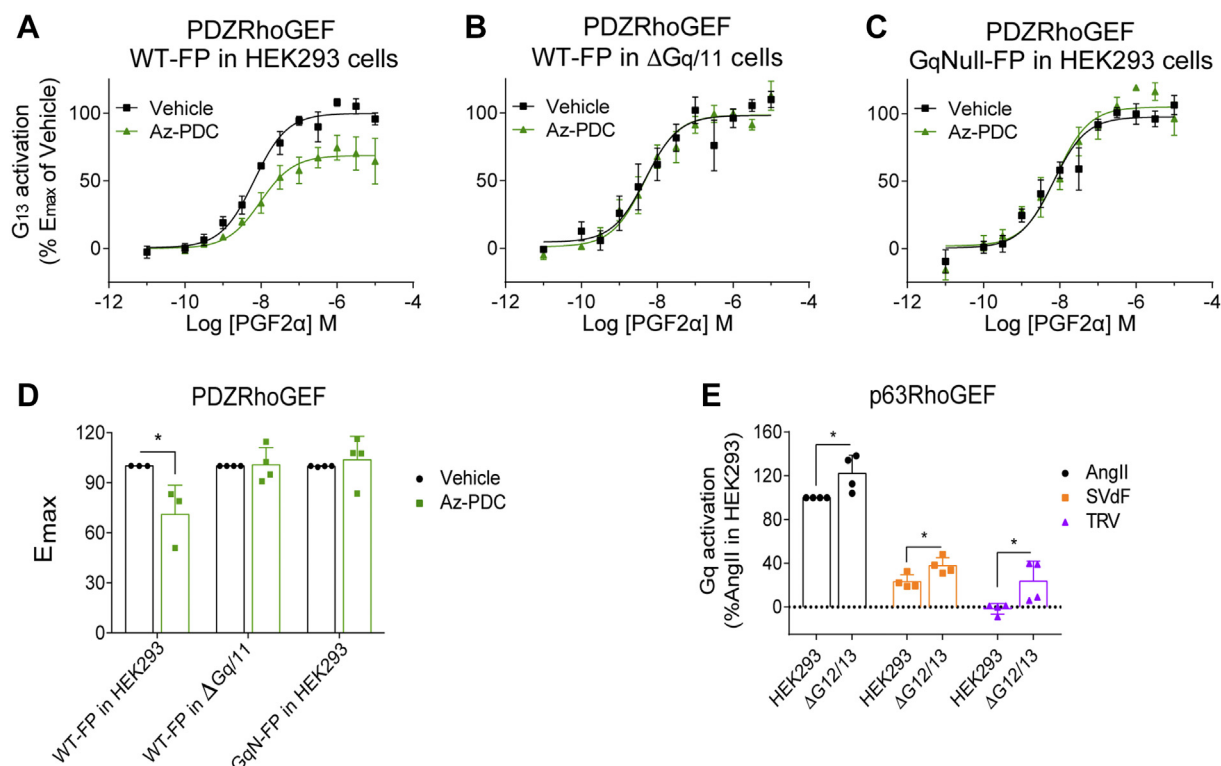 A
PDZRhoGEF
WT-FP in HEK293 cells
Vehicle
Az-PDC
G13 activation
(% Emax of Vehicle)
100
50
0
-12
-10
-8
-6
-4
Log [PGF2α] M
B
PDZRhoGEF
WT-FP in ΔGq/11 cells
Vehicle
Az-PDC
100
50
0
-12
-10
-8
-6
-4
Log [PGF2α] M
C
PDZRhoGEF
GqNull-FP in HEK293 cells
Vehicle
Az-PDC
100
50
0
-12
-10
-8
-6
-4
Log [PGF2α] M
D
PDZRhoGEF
Emax
120
90
60
30
0
*
Vehicle
Az-PDC
WT-FP in HEK293
WT-FP in ΔGq/11
GqN-FP in HEK293
E
p63RhoGEF
Gq activation
(%AngII in HEK293)
160
120
80
40
0
*
*
*
AngII
SVdF
TRV
HEK293
ΔG12/13
HEK293
ΔG12/13
HEK293
ΔG12/13